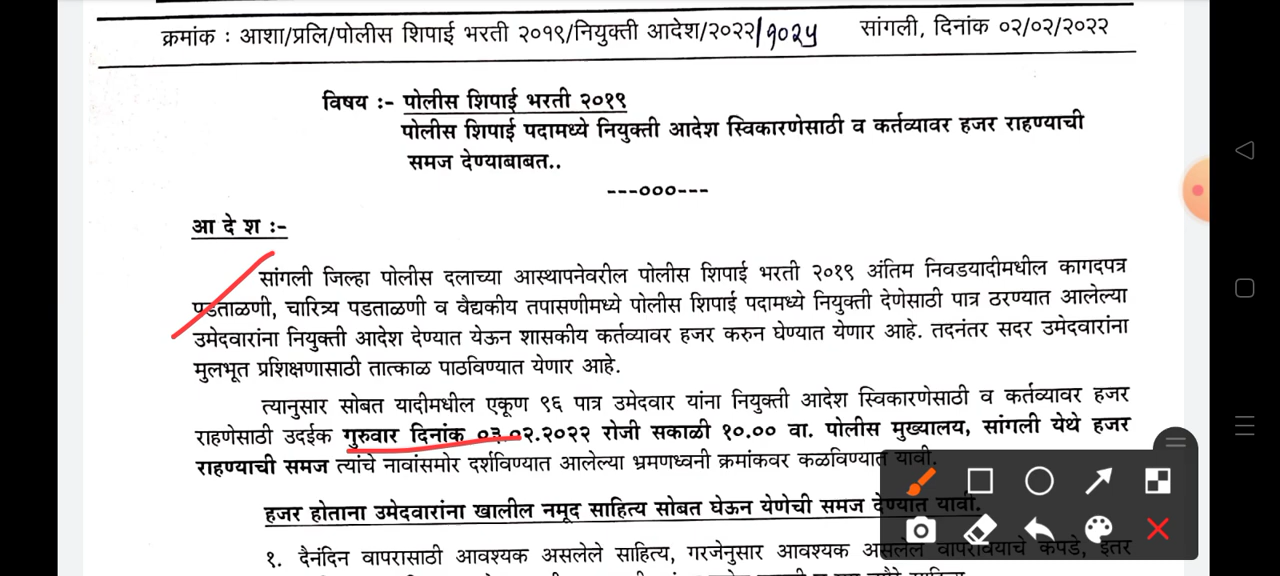 क्रमांक : आशा/प्रलि/पोलीस शिपाई भरती २०१९/नियुक्ती आदेश/२०२२/१०२५ सांगली, दिनांक ०२/०२/२०२२
विषय :- पोलीस शिपाई भरती २०१९
पोलीस शिपाई पदामध्ये नियुक्ती आदेश स्विकारणेसाठी व कर्तव्यावर हजर राहण्याची
समज देण्याबाबत..
---०००---
आ दे श :-
सांगली जिल्हा पोलीस दलाच्या आस्थापनेवरील पोलीस शिपाई भरती २०१९ अंतिम निवडयादीमधील कागदपत्र
पडताळणी, चारित्र्य पडताळणी व वैद्यकीय तपासणीमध्ये पोलीस शिपाई पदामध्ये नियुक्ती देणेसाठी पात्र ठरण्यात आलेल्या
उमेदवारांना नियुक्ती आदेश देण्यात येऊन शासकीय कर्तव्यावर हजर करुन घेण्यात येणार आहे. तदनंतर सदर उमेदवारांना
मुलभूत प्रशिक्षणासाठी तात्काळ पाठविण्यात येणार आहे.
त्यानुसार सोबत यादीमधील एकूण ९६ पात्र उमेदवार यांना नियुक्ती आदेश स्विकारणेसाठी व कर्तव्यावर हजर
राहणेसाठी उदईक गुरुवार दिनांक ०३.०२.२०२२ रोजी सकाळी १०.०० वा. पोलीस मुख्यालय, सांगली येथे हजर
राहण्याची समज त्यांचे नावांसमोर दर्शविण्यात आलेल्या भ्रमणध्वनी क्रमांकवर कळविण्यात यावी.
हजर होताना उमेदवारांना खालील नमूद साहित्य सोबत घेऊन येणेची समज देण्यात यावी.
१. दैनंदिन वापरासाठी आवश्यक असलेले साहित्य, गरजेनुसार आवश्यक असलेले वापरावयाचे कपडे, इतर